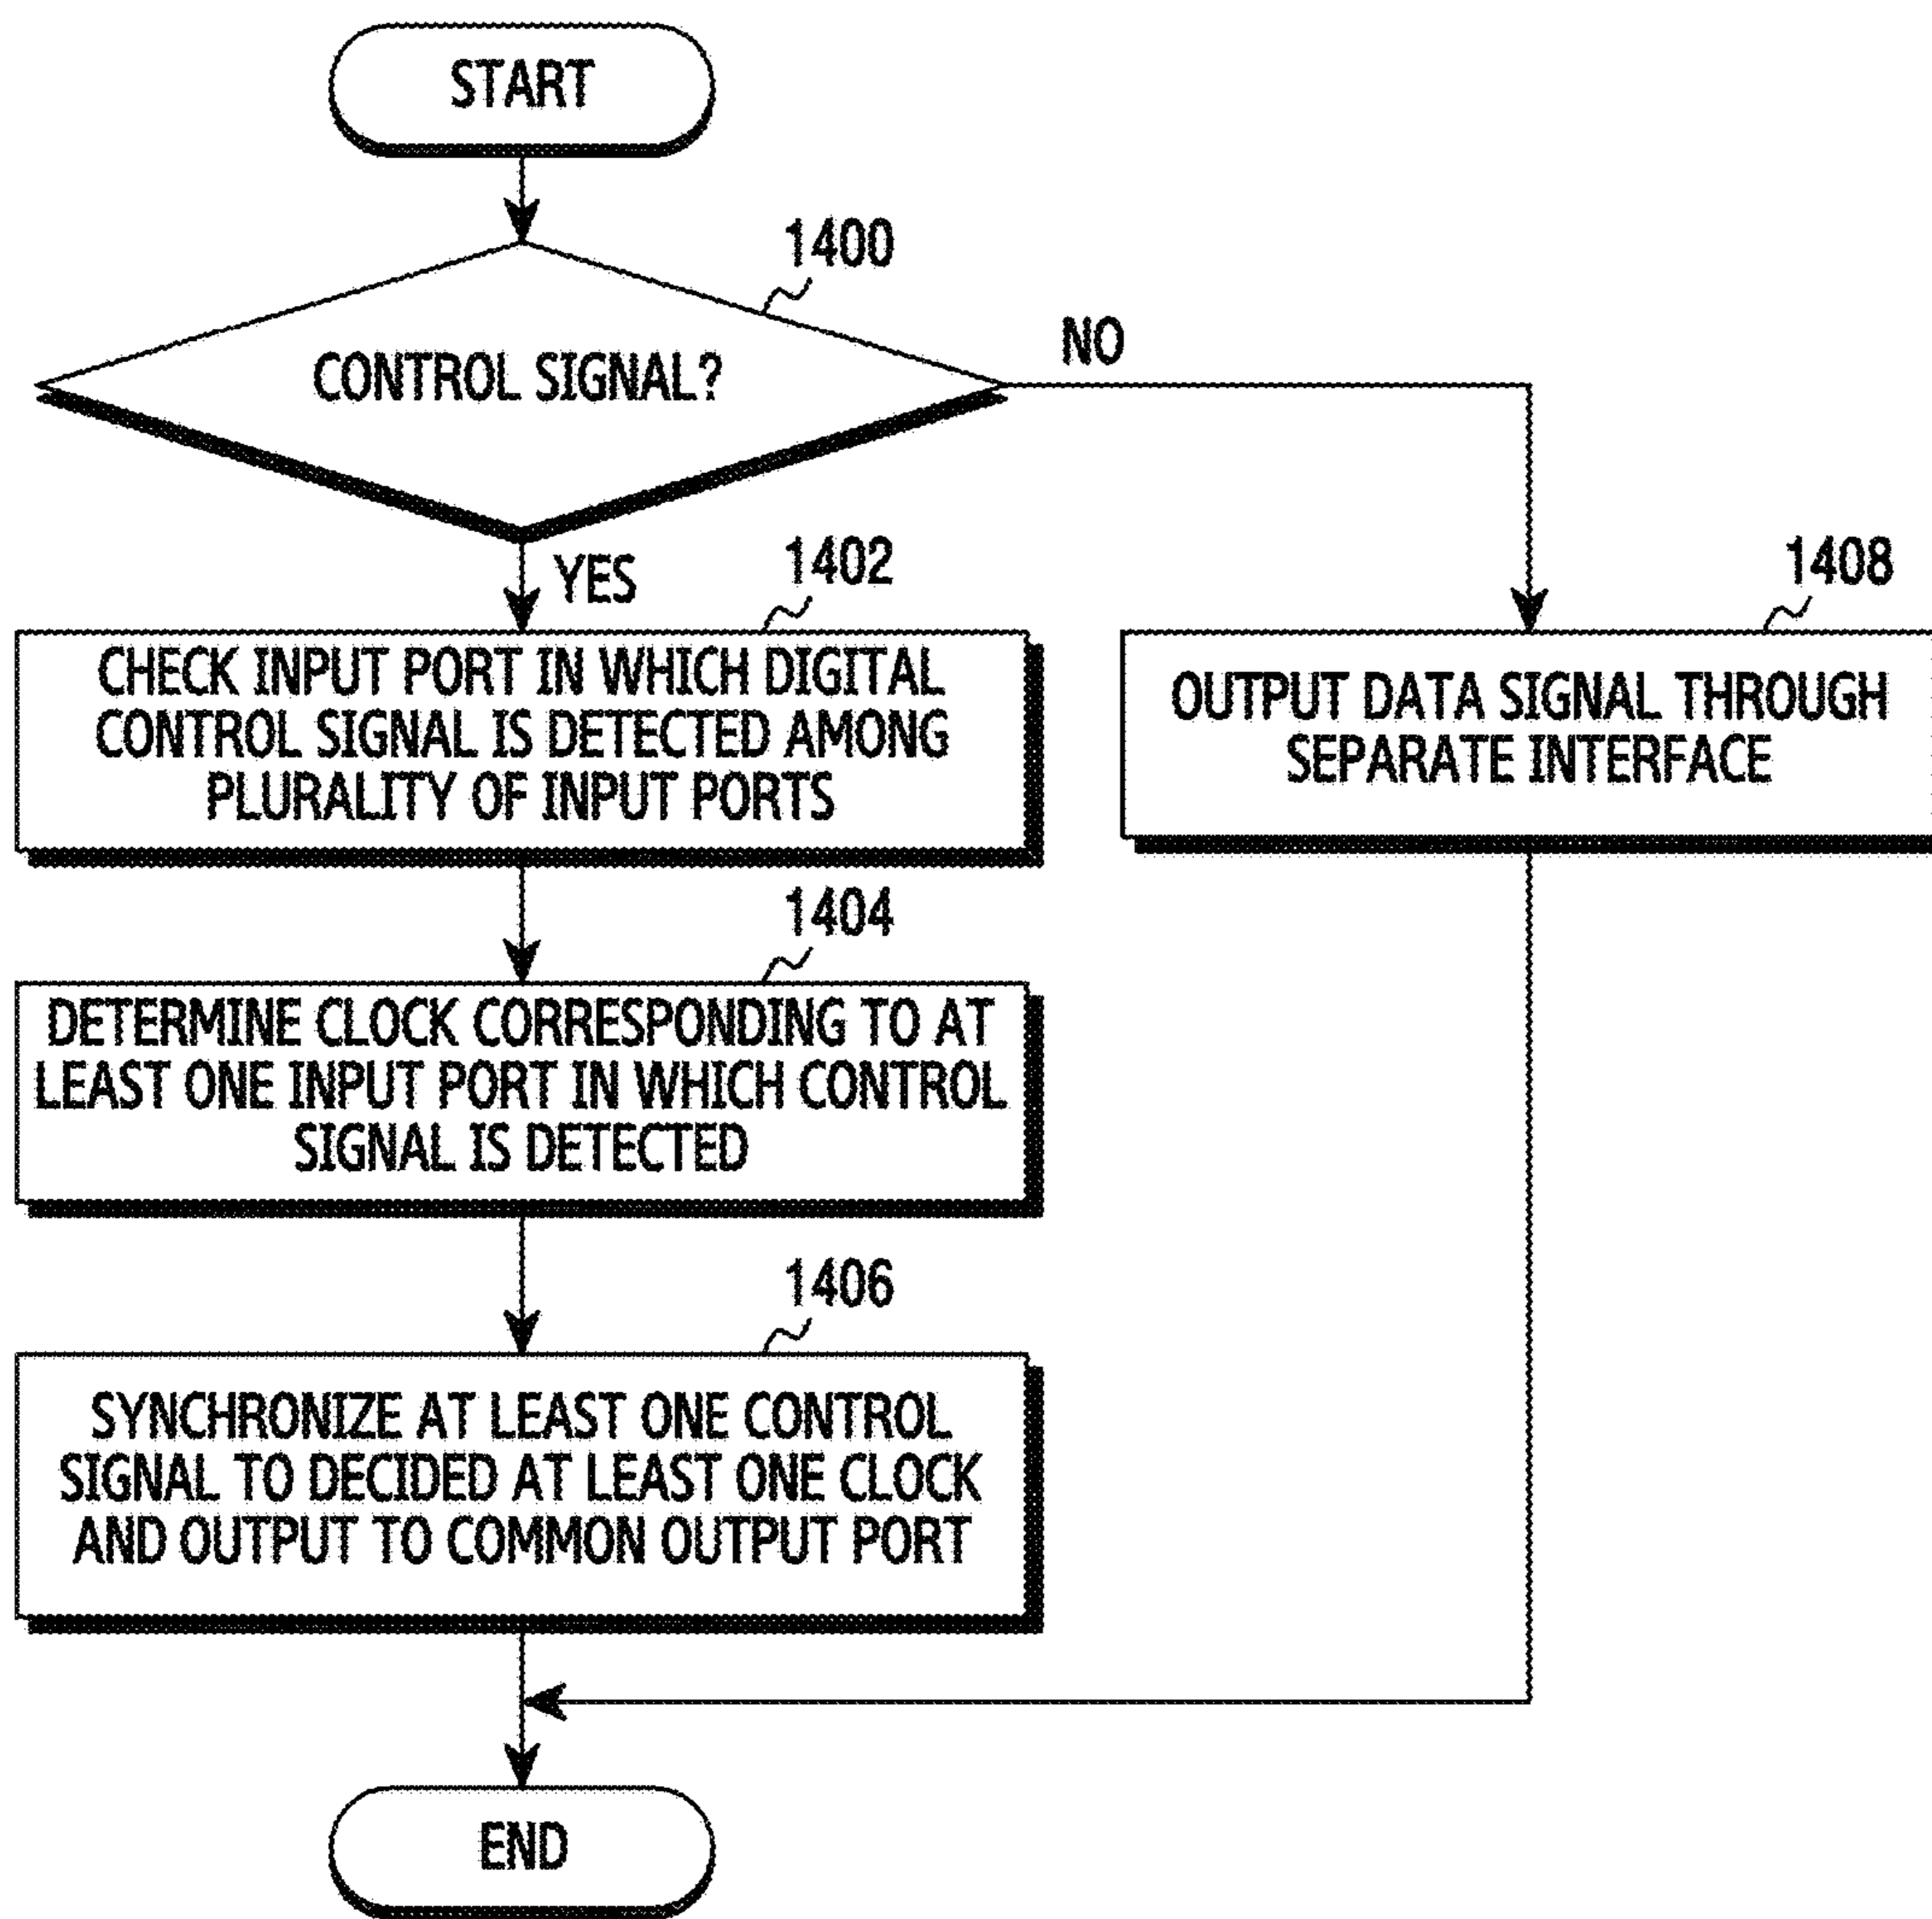 START
1400
CONTROL SIGNAL?
NO
YES
1402
CHECK INPUT PORT IN WHICH DIGITAL
CONTROL SIGNAL IS DETECTED AMONG
PLURALITY OF INPUT PORTS
1408
OUTPUT DATA SIGNAL THROUGH
SEPARATE INTERFACE
1404
DETERMINE CLOCK CORRESPONDING TO AT
LEAST ONE INPUT PORT IN WHICH CONTROL
SIGNAL IS DETECTED
1406
SYNCHRONIZE AT LEAST ONE CONTROL
SIGNAL TO DECIDED AT LEAST ONE CLOCK
AND OUTPUT TO COMMON OUTPUT PORT
END